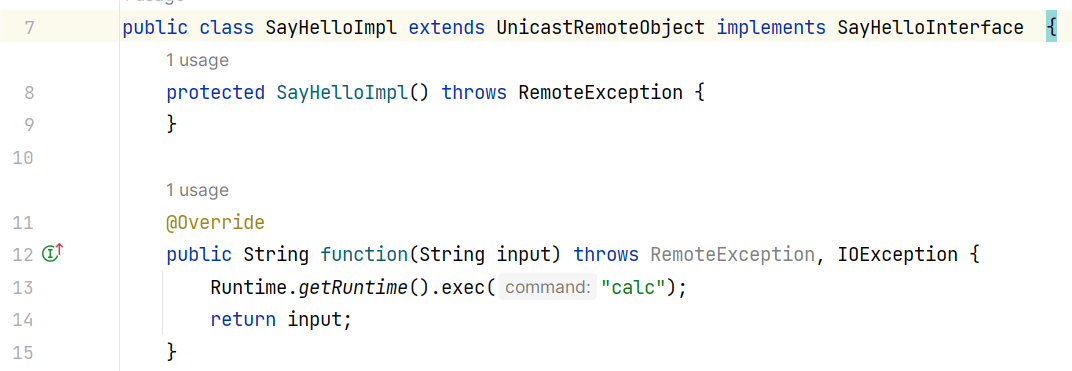 7 public class SayHelloImpl extends UnicastRemoteObject implements SayHelloInterface {
1 usage
8 protected SayHelloImpl() throws RemoteException {
9 }
10
1 usage
11 @Override
12 public String function(String input) throws RemoteException, IOException {
13 Runtime.getRuntime().exec( command: "calc");
14 return input;
15 }